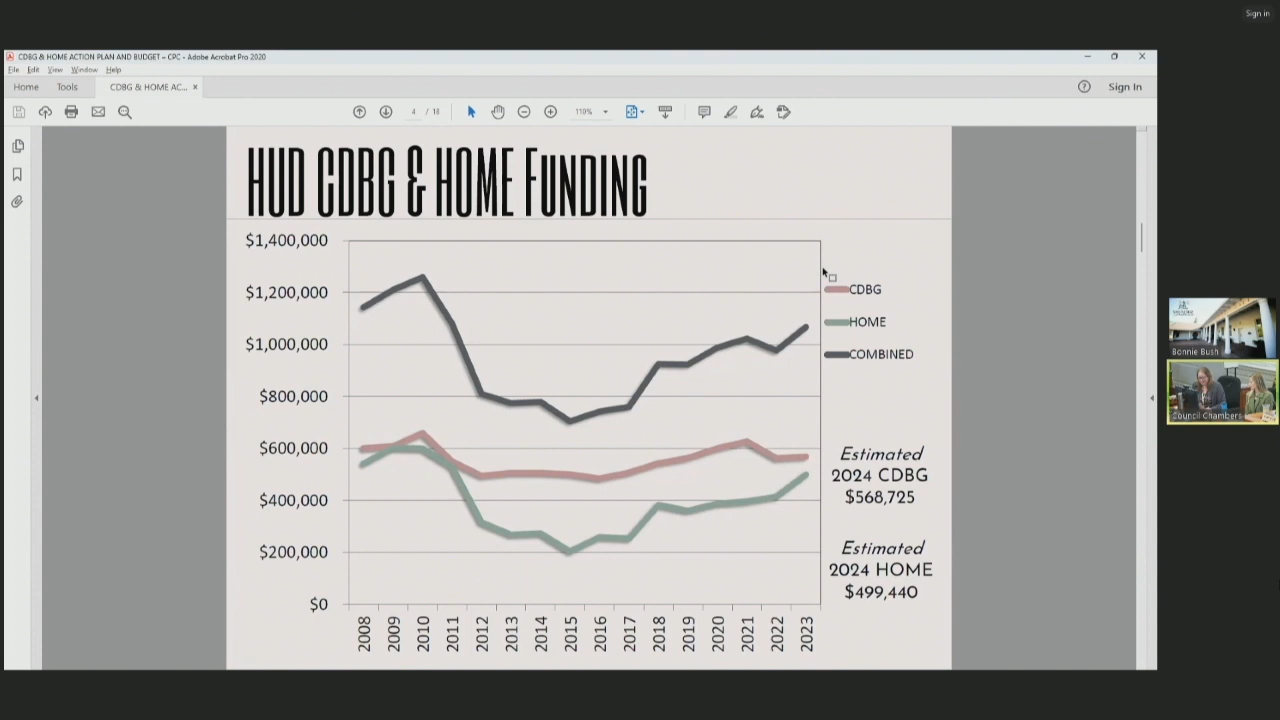 Sign in
CDBG & HOME ACTION PLAN AND BUDGET - CPC - Adobe Acrobat Pro 2020
File Edit View Window Help
Home Tools CDBG & HOME AC... ×
Sign In
4 / 18
110%
HUD CDBG & HOME FUNDING
$1,400,000
$1,200,000
$1,000,000
$800,000
$600,000
$400,000
$200,000
$0
2008 2009 2010 2011 2012 2013 2014 2015 2016 2017 2018 2019 2020 2021 2022 2023
CDBG
HOME
COMBINED
Estimated
2024 CDBG
$568,725
Estimated
2024 HOME
$499,440
Bonnie Bush
Council Chambers